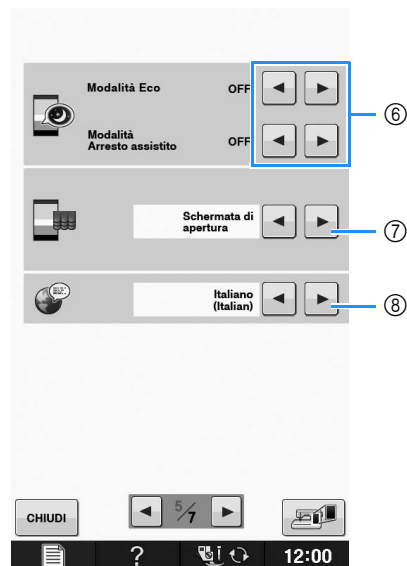 Modalità Eco OFF
⑥
Modalità
Arresto assistito OFF
Schermata di
apertura
⑦
Italiano
(Italian)
⑧
CHIUDI
5/7
?
12:00